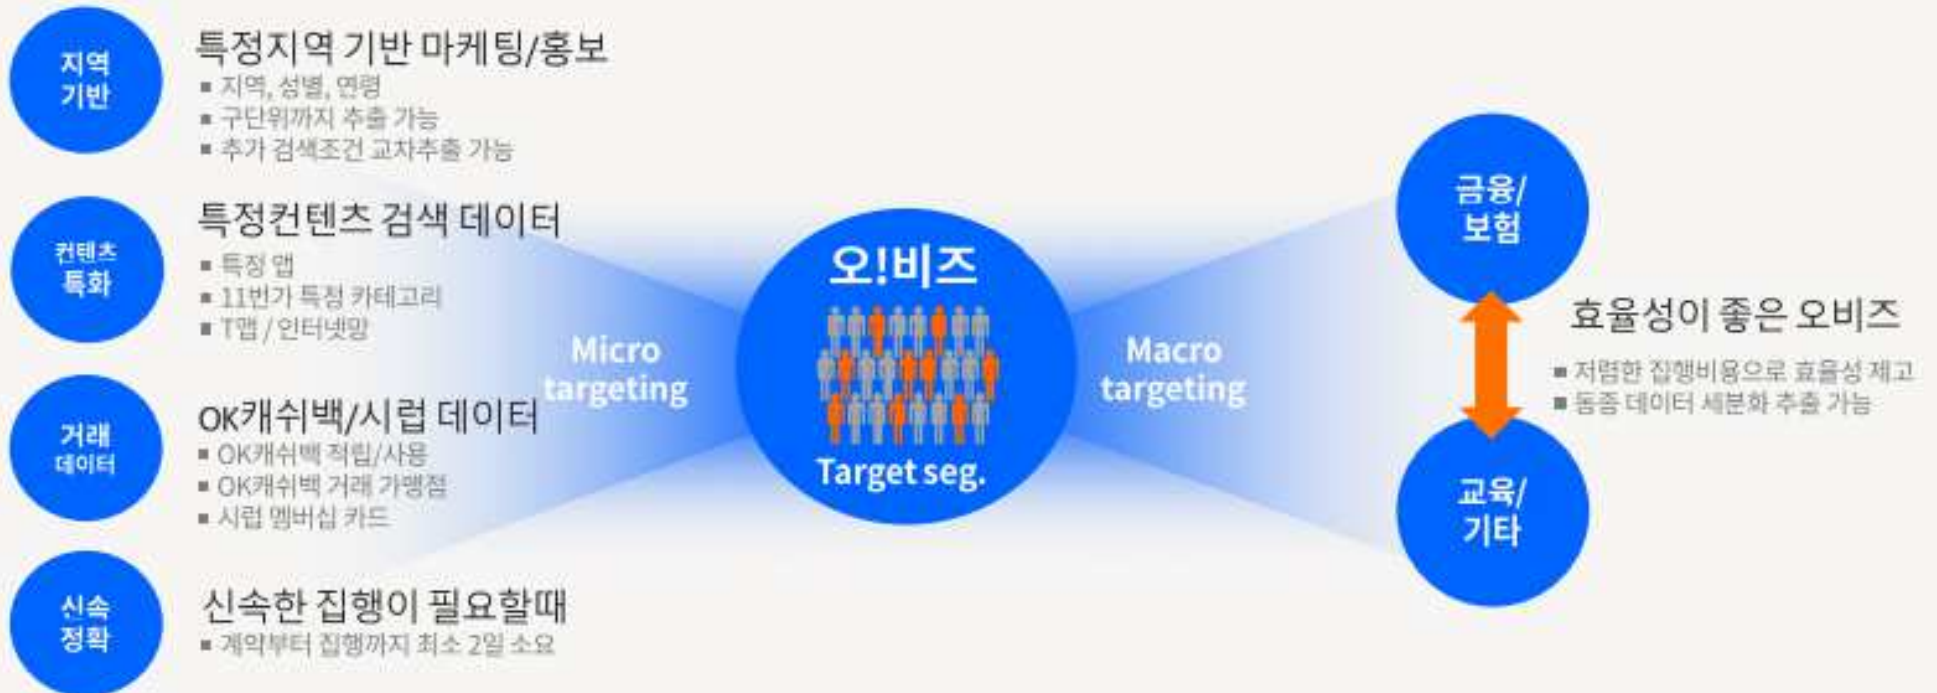 지역
기반
특정지역 기반 마케팅/홍보
▪ 지역, 성별, 연령
▪ 구단위까지 추출 가능
▪ 추가 검색조건 교차추출 가능
컨텐츠
특화
특정컨텐츠 검색 데이터
▪ 특정 앱
▪ 11번가 특정 카테고리
▪ T맵 / 인터넷망
거래
데이터
OK캐쉬백/시럽 데이터
▪ OK캐쉬백 적립/사용
▪ OK캐쉬백 거래 가맹점
▪ 시럽 멤버십 카드
신속
정확
신속한 집행이 필요할때
▪ 계약부터 집행까지 최소 2일 소요
Micro
targeting
오!비즈
Target seg.
Macro
targeting
금융/
보험
효율성이 좋은 오비즈
▪ 저렴한 집행비용으로 효율성 제고
▪ 동종 데이터 세분화 추출 가능
교육/
기타